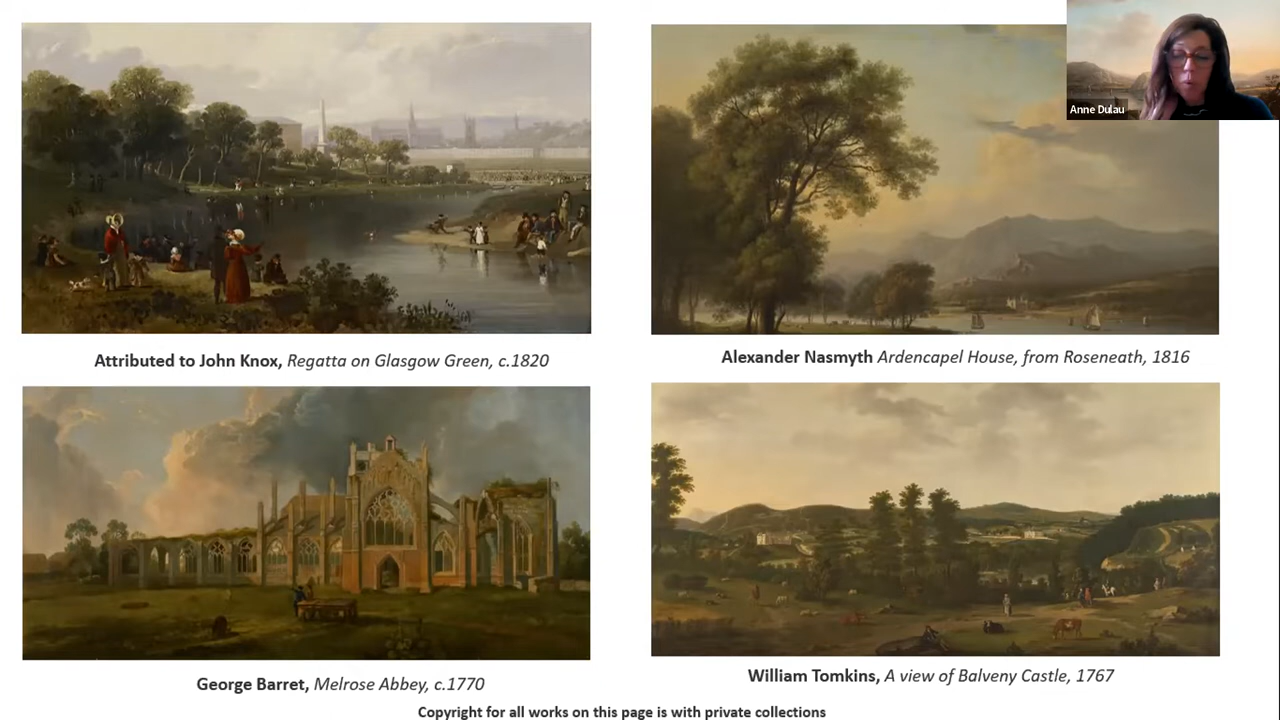 Anne Dulau
Attributed to John Knox, Regatta on Glasgow Green, c.1820
Alexander Nasmyth Ardencapel House, from Roseneath, 1816
George Barret, Melrose Abbey, c.1770
William Tomkins, A view of Balveny Castle, 1767
Copyright for all works on this page is with private collections